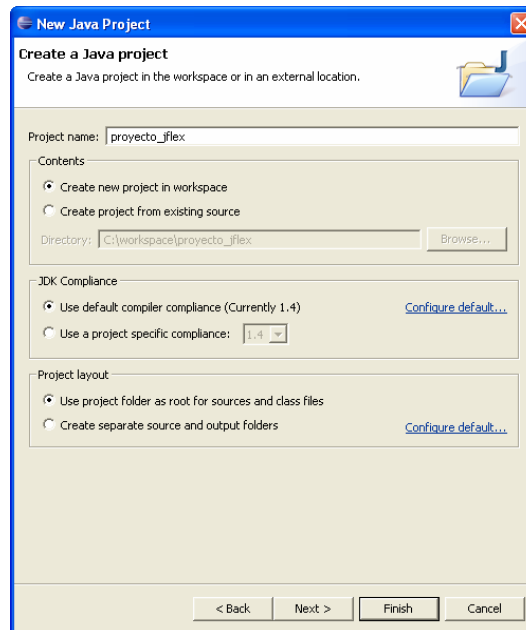 New Java Project
Create a Java project
Create a Java project in the workspace or in an external location.
Project name: proyecto_jflex
Contents
Create new project in workspace
Create project from existing source
Directory: C:\workspace\proyecto_jflex Browse...
JDK Compliance
Use default compiler compliance (Currently 1.4) Configure default...
Use a project specific compliance: 1.4
Project layout
Use project folder as root for sources and class files
Create separate source and output folders Configure default...
< Back Next > Finish Cancel